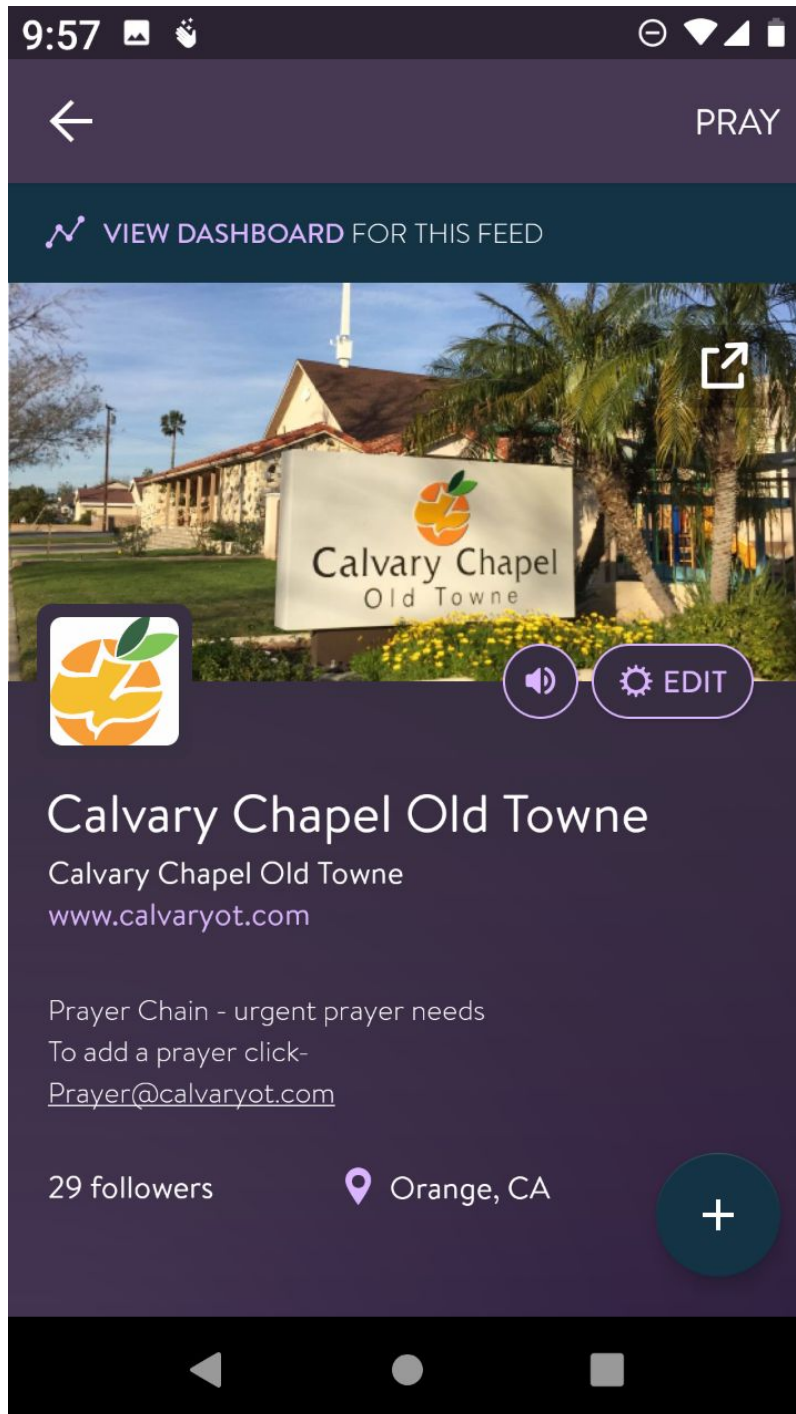 9:57
PRAY
VIEW DASHBOARD FOR THIS FEED
Calvary Chapel
Old Towne
EDIT
Calvary Chapel Old Towne
Calvary Chapel Old Towne
www.calvaryot.com
Prayer Chain - urgent prayer needs
To add a prayer click-
Prayer@calvaryot.com
29 followers
Orange, CA